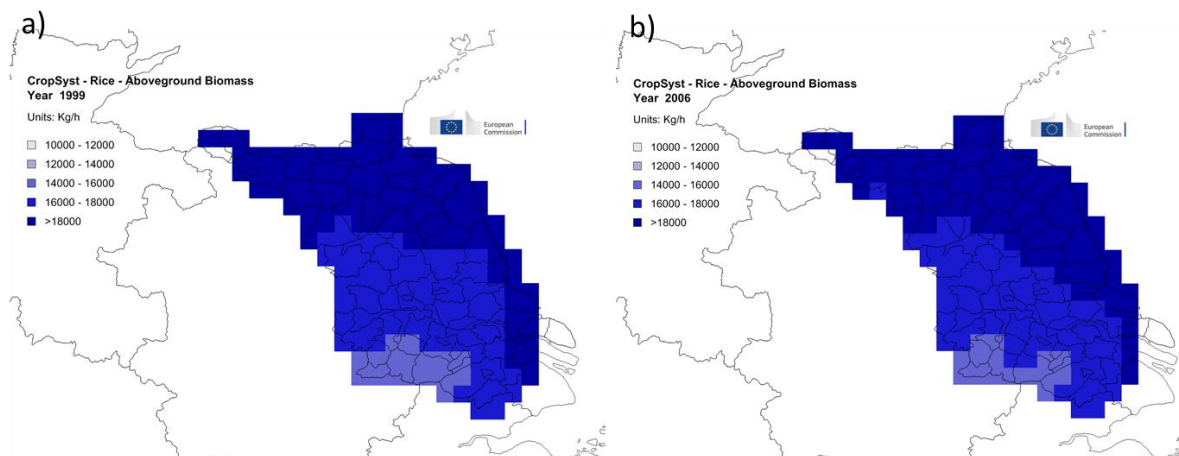 a)
CropSyst - Rice - Aboveground Biomass
Year 1999
Units: Kg/h
10000 - 12000
12000 - 14000
14000 - 16000
16000 - 18000
>18000
European
Commission
b)
CropSyst - Rice - Aboveground Biomass
Year 2006
Units: Kg/h
10000 - 12000
12000 - 14000
14000 - 16000
16000 - 18000
>18000
European
Commission